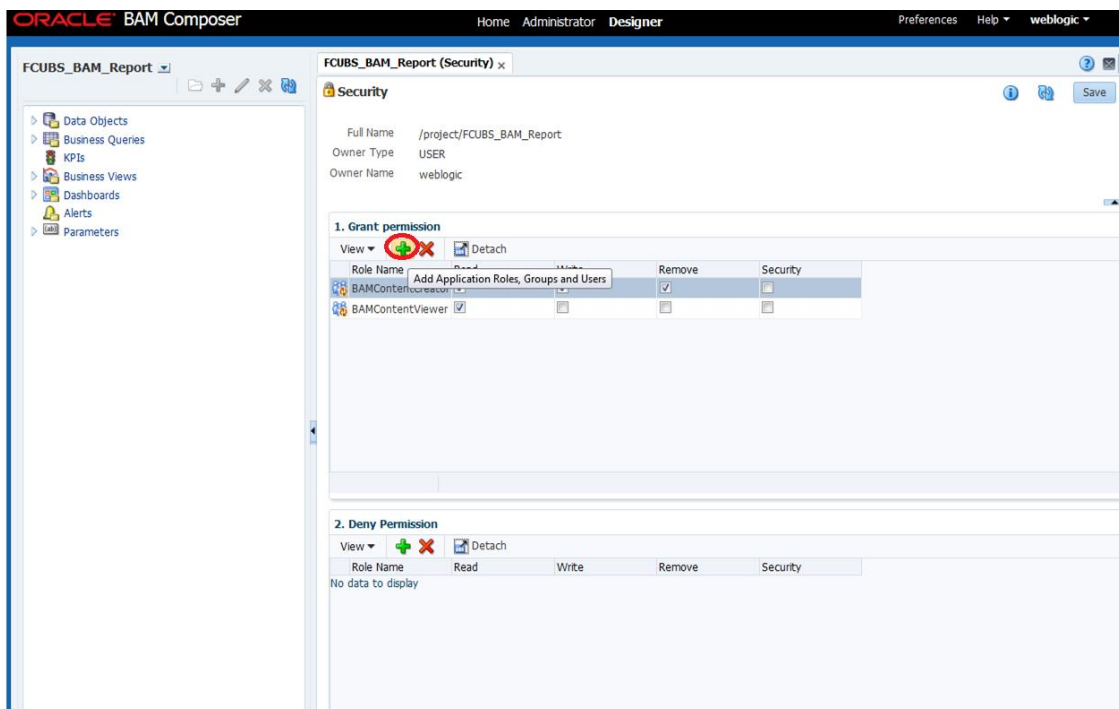 ORACLE BAM Composer Home Administrator Designer Preferences Help weblogic
FCUBS_BAM_Report
FCUBS_BAM_Report (Security)
Security
Save
Data Objects
Business Queries
KPIs
Business Views
Dashboards
Alerts
Parameters
Full Name /project/FCUBS_BAM_Report
Owner Type USER
Owner Name weblogic
1. Grant permission
View Detach
Role Name Remove Security
Add Application Roles, Groups and Users
BAMContentCreator
BAMContentViewer
2. Deny Permission
View Detach
Role Name Read Write Remove Security
No data to display